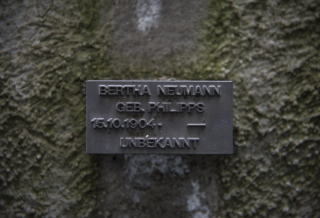 BERTHA NEUMANN
GEB. PHILIPPS
15.10.1904. —
UNBEKANNT